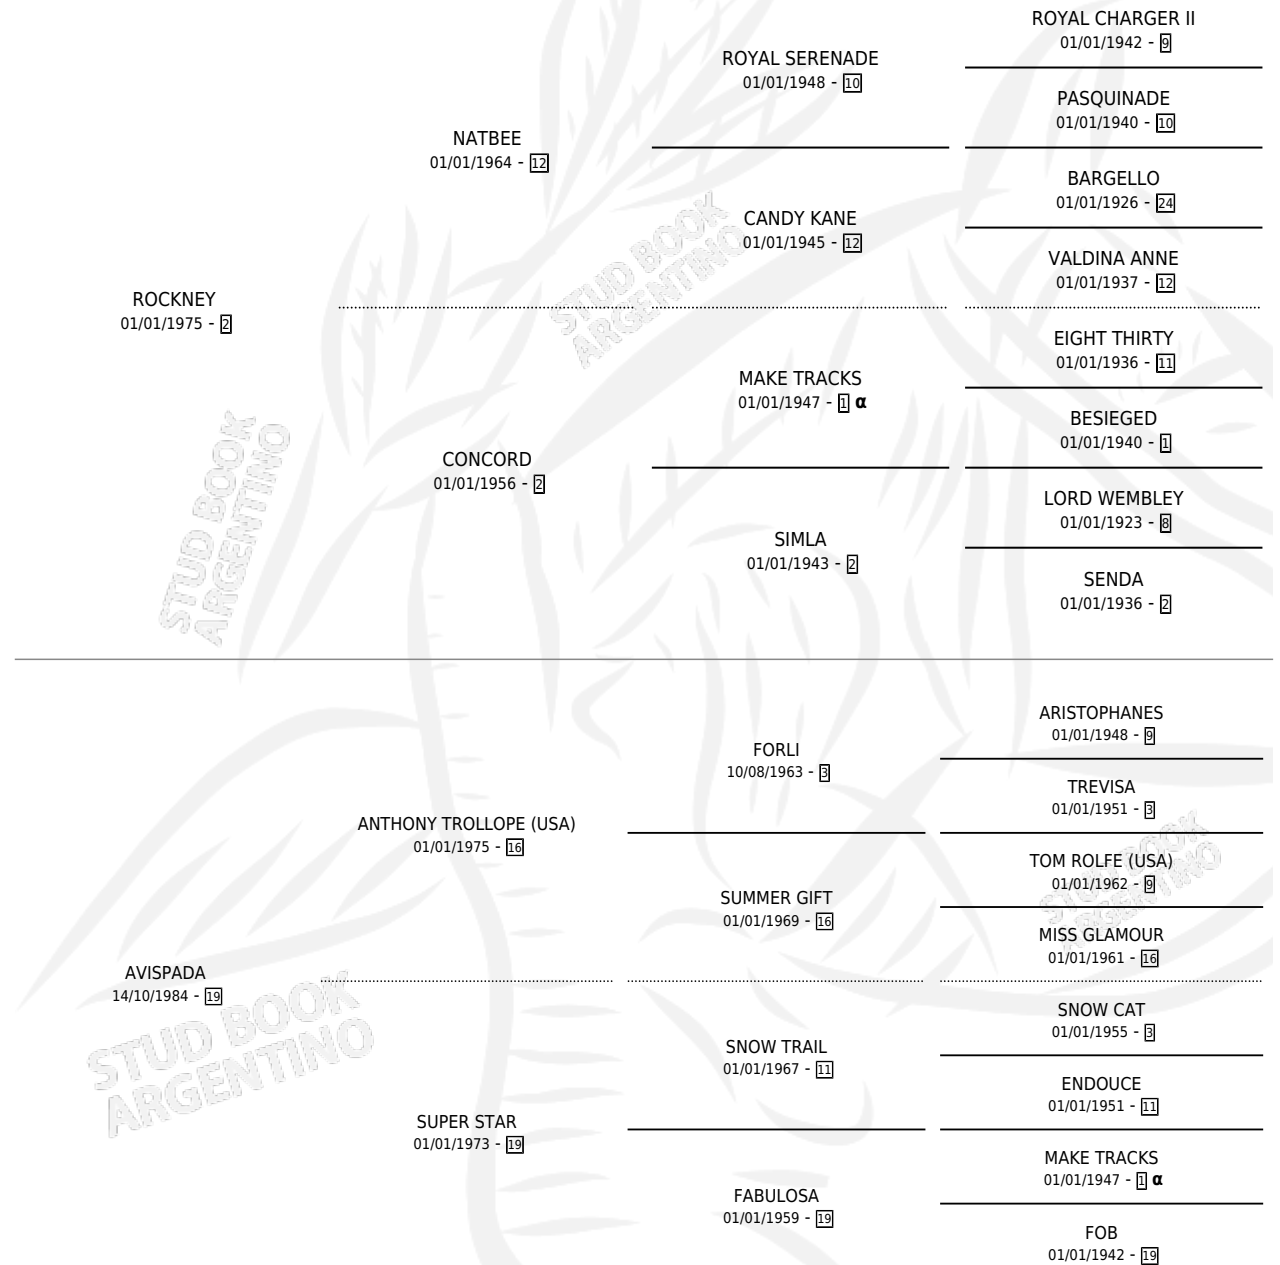 ROYAL CHARGER II
01/01/1942 - 9
ROYAL SERENADE
01/01/1948 - 10
PASQUINADE
01/01/1940 - 10
NATBEE
01/01/1964 - 12
BARGELLO
01/01/1926 - 24
CANDY KANE
01/01/1945 - 12
VALDINA ANNE
01/01/1937 - 12
ROCKNEY
01/01/1975 - 2
EIGHT THIRTY
01/01/1936 - 11
MAKE TRACKS
01/01/1947 - 1 α
BESIEGED
01/01/1940 - 1
CONCORD
01/01/1956 - 2
LORD WEMBLEY
01/01/1923 - 8
SIMLA
01/01/1943 - 2
SENDA
01/01/1936 - 2
ARISTOPHANES
01/01/1948 - 9
FORLI
10/08/1963 - 3
TREVISA
01/01/1951 - 3
ANTHONY TROLLOPE (USA)
01/01/1975 - 16
TOM ROLFE (USA)
01/01/1962 - 9
SUMMER GIFT
01/01/1969 - 16
MISS GLAMOUR
01/01/1961 - 16
AVISPADA
14/10/1984 - 19
SNOW CAT
01/01/1955 - 3
SNOW TRAIL
01/01/1967 - 11
ENDOUCE
01/01/1951 - 11
SUPER STAR
01/01/1973 - 19
MAKE TRACKS
01/01/1947 - 1 α
FABULOSA
01/01/1959 - 19
FOB
01/01/1942 - 19
STUD BOOK
ARGENTINO
STUD BOOK
ARGENTINO
STUD BOOK
ARGENTINO
STUD BOOK
ARGENTINO